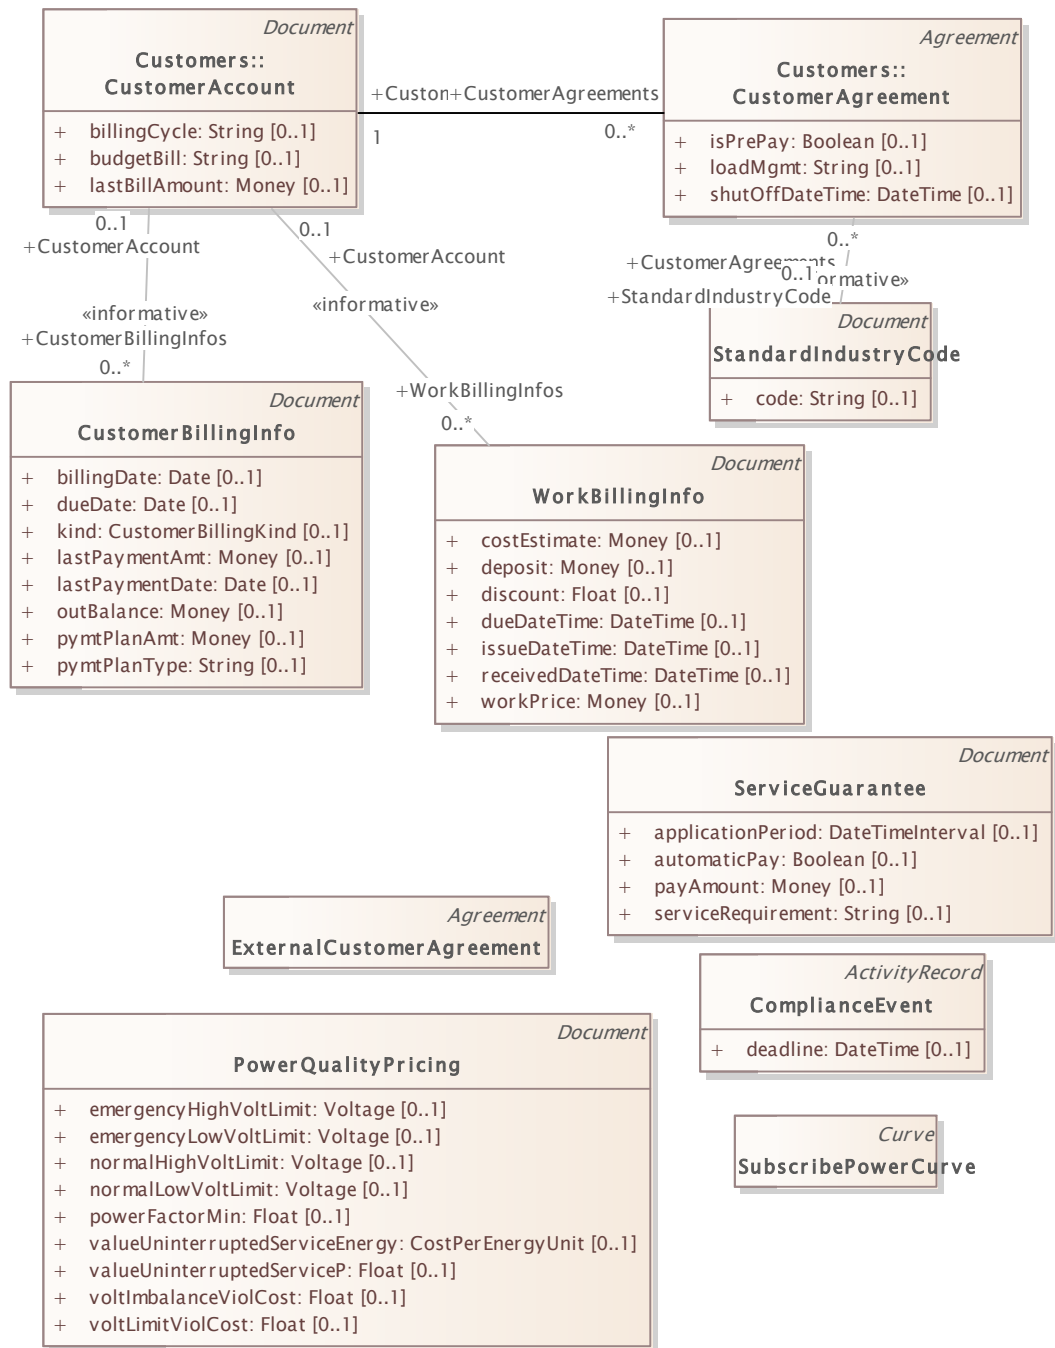 Document
Customers::
CustomerAccount
+ billingCycle: String [0..1]
+ budgetBill: String [0..1]
+ lastBillAmount: Money [0..1]
+CustomerAgreements
1
0..*
Agreement
Customers::
CustomerAgreement
+ isPrePay: Boolean [0..1]
+ loadMgmt: String [0..1]
+ shutOffDateTime: DateTime [0..1]
0..1
+CustomerAccount
«informative»
+CustomerBillingInfos
0..*
0..1
+CustomerAccount
«informative»
+WorkBillingInfos
0..*
0..*
+CustomerAgreements
0..1
+StandardIndustryCode
Document
StandardIndustryCode
+ code: String [0..1]
Document
CustomerBillingInfo
+ billingDate: Date [0..1]
+ dueDate: Date [0..1]
+ kind: CustomerBillingKind [0..1]
+ lastPaymentAmt: Money [0..1]
+ lastPaymentDate: Date [0..1]
+ outBalance: Money [0..1]
+ pymtPlanAmt: Money [0..1]
+ pymtPlanType: String [0..1]
Document
WorkBillingInfo
+ costEstimate: Money [0..1]
+ deposit: Money [0..1]
+ discount: Float [0..1]
+ dueDateTime: DateTime [0..1]
+ issueDateTime: DateTime [0..1]
+ receivedDateTime: DateTime [0..1]
+ workPrice: Money [0..1]
Document
ServiceGuarantee
+ applicationPeriod: DateTimeInterval [0..1]
+ automaticPay: Boolean [0..1]
+ payAmount: Money [0..1]
+ serviceRequirement: String [0..1]
Agreement
ExternalCustomerAgreement
ActivityRecord
ComplianceEvent
+ deadline: DateTime [0..1]
Document
PowerQualityPricing
+ emergencyHighVoltLimit: Voltage [0..1]
+ emergencyLowVoltLimit: Voltage [0..1]
+ normalHighVoltLimit: Voltage [0..1]
+ normalLowVoltLimit: Voltage [0..1]
+ powerFactorMin: Float [0..1]
+ valueUninterruptedServiceEnergy: CostPerEnergyUnit [0..1]
+ valueUninterruptedServiceP: Float [0..1]
+ voltImbalanceViolCost: Float [0..1]
+ voltLimitViolCost: Float [0..1]
Curve
SubscribePowerCurve